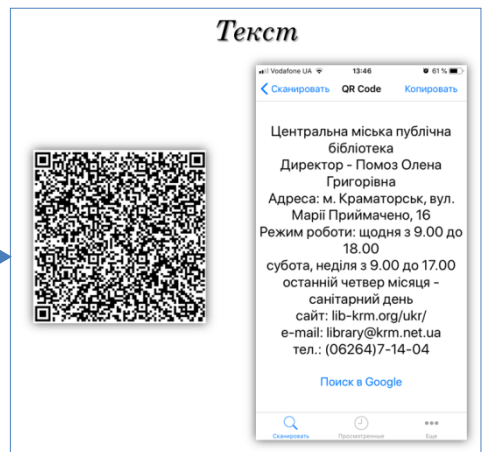 Текст
Vodafone UA 13:46 61 %
Сканировать QR Code Копировать
Центральна міська публічна
бібліотека
Директор - Помоз Олена
Григорівна
Адреса: м. Краматорськ, вул.
Марії Приймачено, 16
Режим роботи: щодня з 9.00 до
18.00
субота, неділя з 9.00 до 17.00
останній четвер місяця -
санітарний день
сайт: lib-krm.org/ukr/
e-mail: library@krm.net.ua
тел.: (06264)7-14-04
Поиск в Google
Сканировать Просмотренные Еще